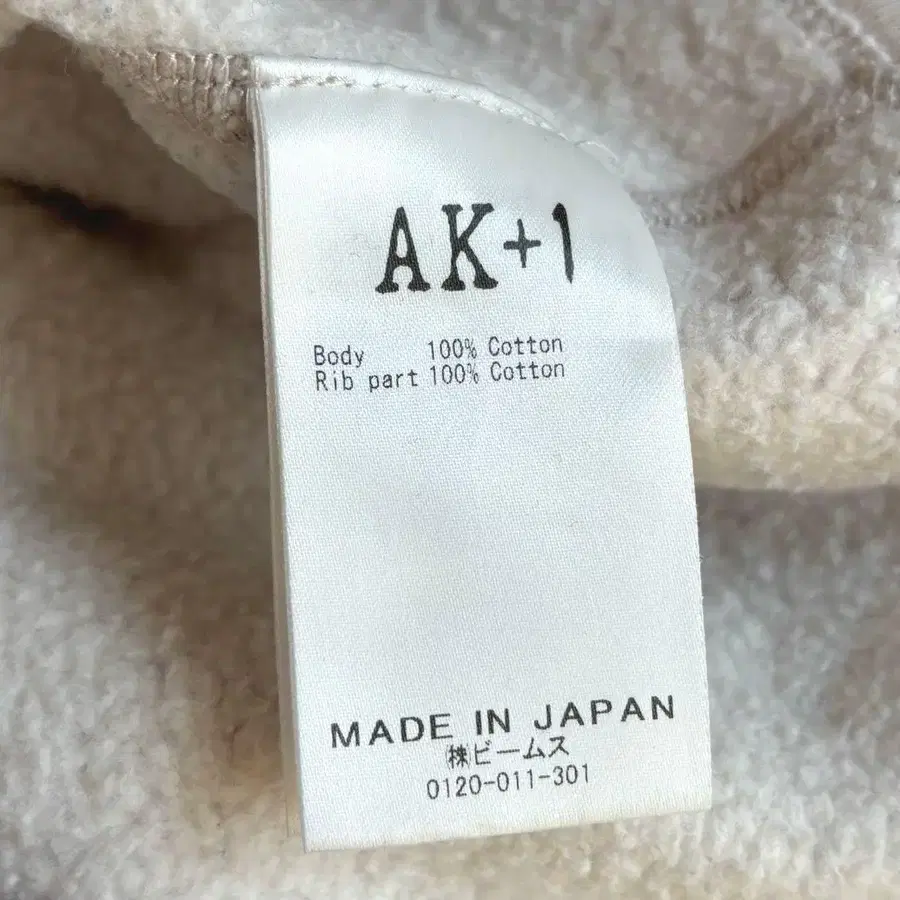 AK+1
Body 100% Cotton
Rib part 100% Cotton
MADE IN JAPAN
㈱ビームス
0120-011-301